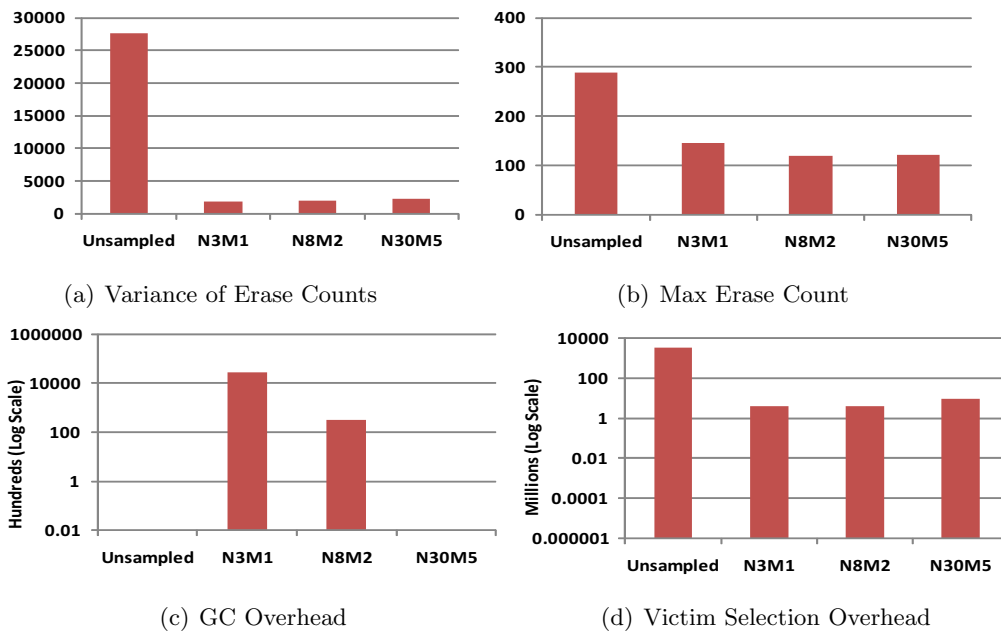 30000
25000
20000
15000
10000
5000
0
Unsampled N3M1 N8M2 N30M5
(a) Variance of Erase Counts
400
300
200
100
0
Unsampled N3M1 N8M2 N30M5
(b) Max Erase Count
Hundreds (Log Scale)
1000000
10000
100
1
0.01
Unsampled N3M1 N8M2 N30M5
(c) GC Overhead
Millions (Log Scale)
10000
100
1
0.01
0.0001
0.000001
Unsampled N3M1 N8M2 N30M5
(d) Victim Selection Overhead